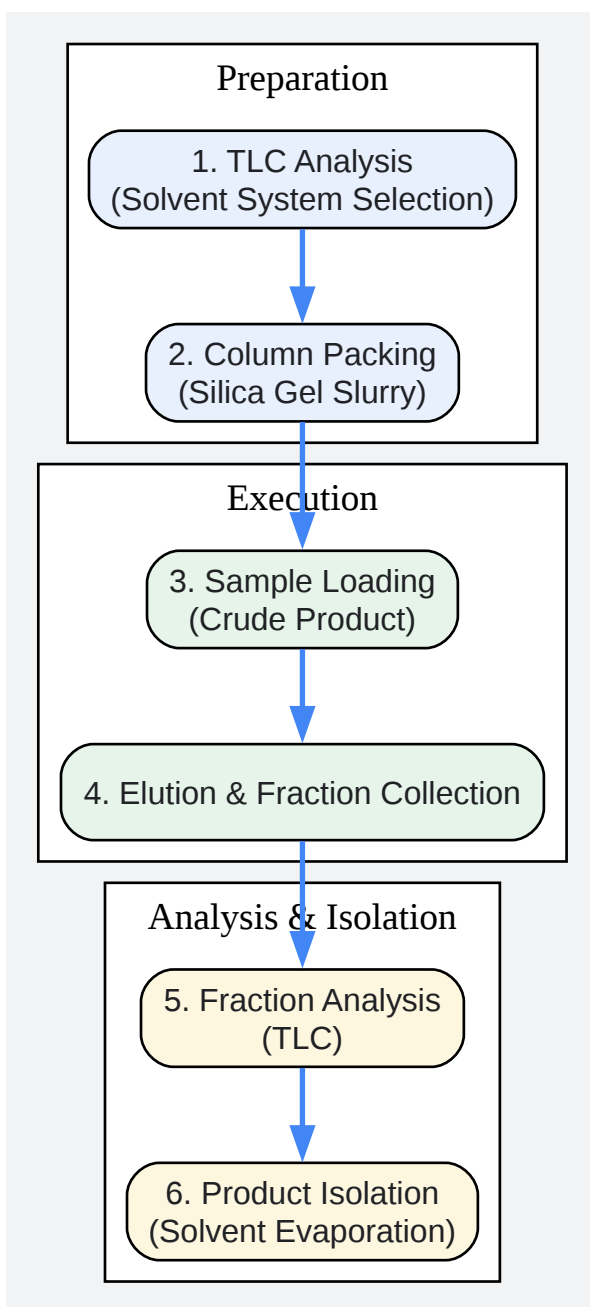 Preparation
1. TLC Analysis
(Solvent System Selection)
2. Column Packing
(Silica Gel Slurry)
Execution
3. Sample Loading
(Crude Product)
4. Elution & Fraction Collection
Analysis & Isolation
5. Fraction Analysis
(TLC)
6. Product Isolation
(Solvent Evaporation)